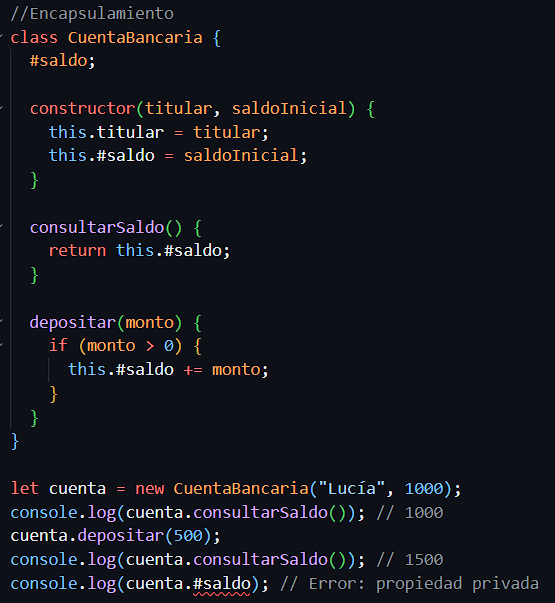 //Encapsulamiento
class CuentaBancaria {
  #saldo;

  constructor(titular, saldoInicial) {
    this.titular = titular;
    this.#saldo = saldoInicial;
  }

  consultarSaldo() {
    return this.#saldo;
  }

  depositar(monto) {
    if (monto > 0) {
      this.#saldo += monto;
    }
  }
}

let cuenta = new CuentaBancaria("Lucía", 1000);
console.log(cuenta.consultarSaldo()); // 1000
cuenta.depositar(500);
console.log(cuenta.consultarSaldo()); // 1500
console.log(cuenta.#saldo); // Error: propiedad privada